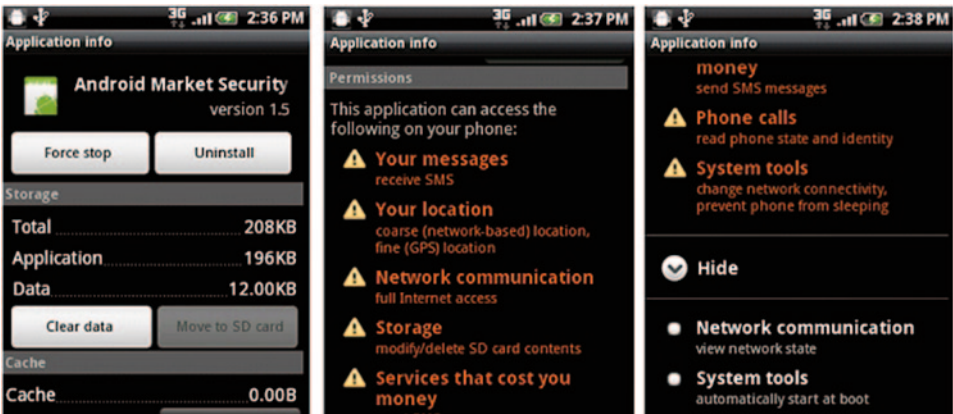 3G 2:36 PM
Application info
Android Market Security
version 1.5
Force stop
Uninstall
Storage
Total 208KB
Application 196KB
Data 12.00KB
Clear data
Move to SD card
Cache
Cache 0.00B
3G 2:37 PM
Application info
Permissions
This application can access the
following on your phone:
Your messages
receive SMS
Your location
coarse (network-based) location,
fine (GPS) location
Network communication
full Internet access
Storage
modify/delete SD card contents
Services that cost you
money
3G 2:38 PM
Application info
money
send SMS messages
Phone calls
read phone state and identity
System tools
change network connectivity,
prevent phone from sleeping
Hide
Network communication
view network state
System tools
automatically start at boot